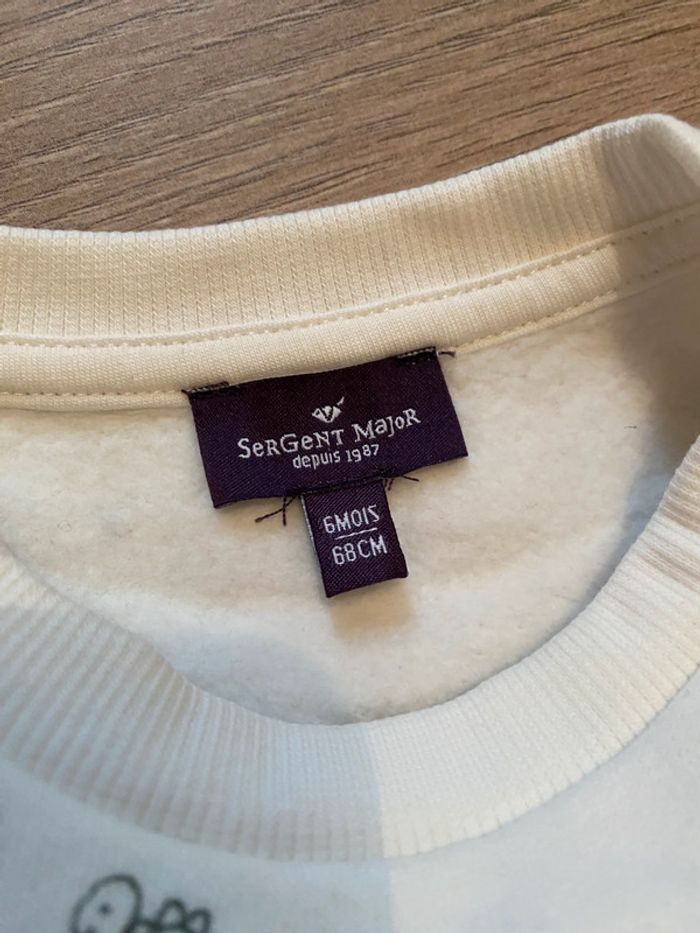 SeRGeNT MajoR
depuis 1987
6MOIS
68CM